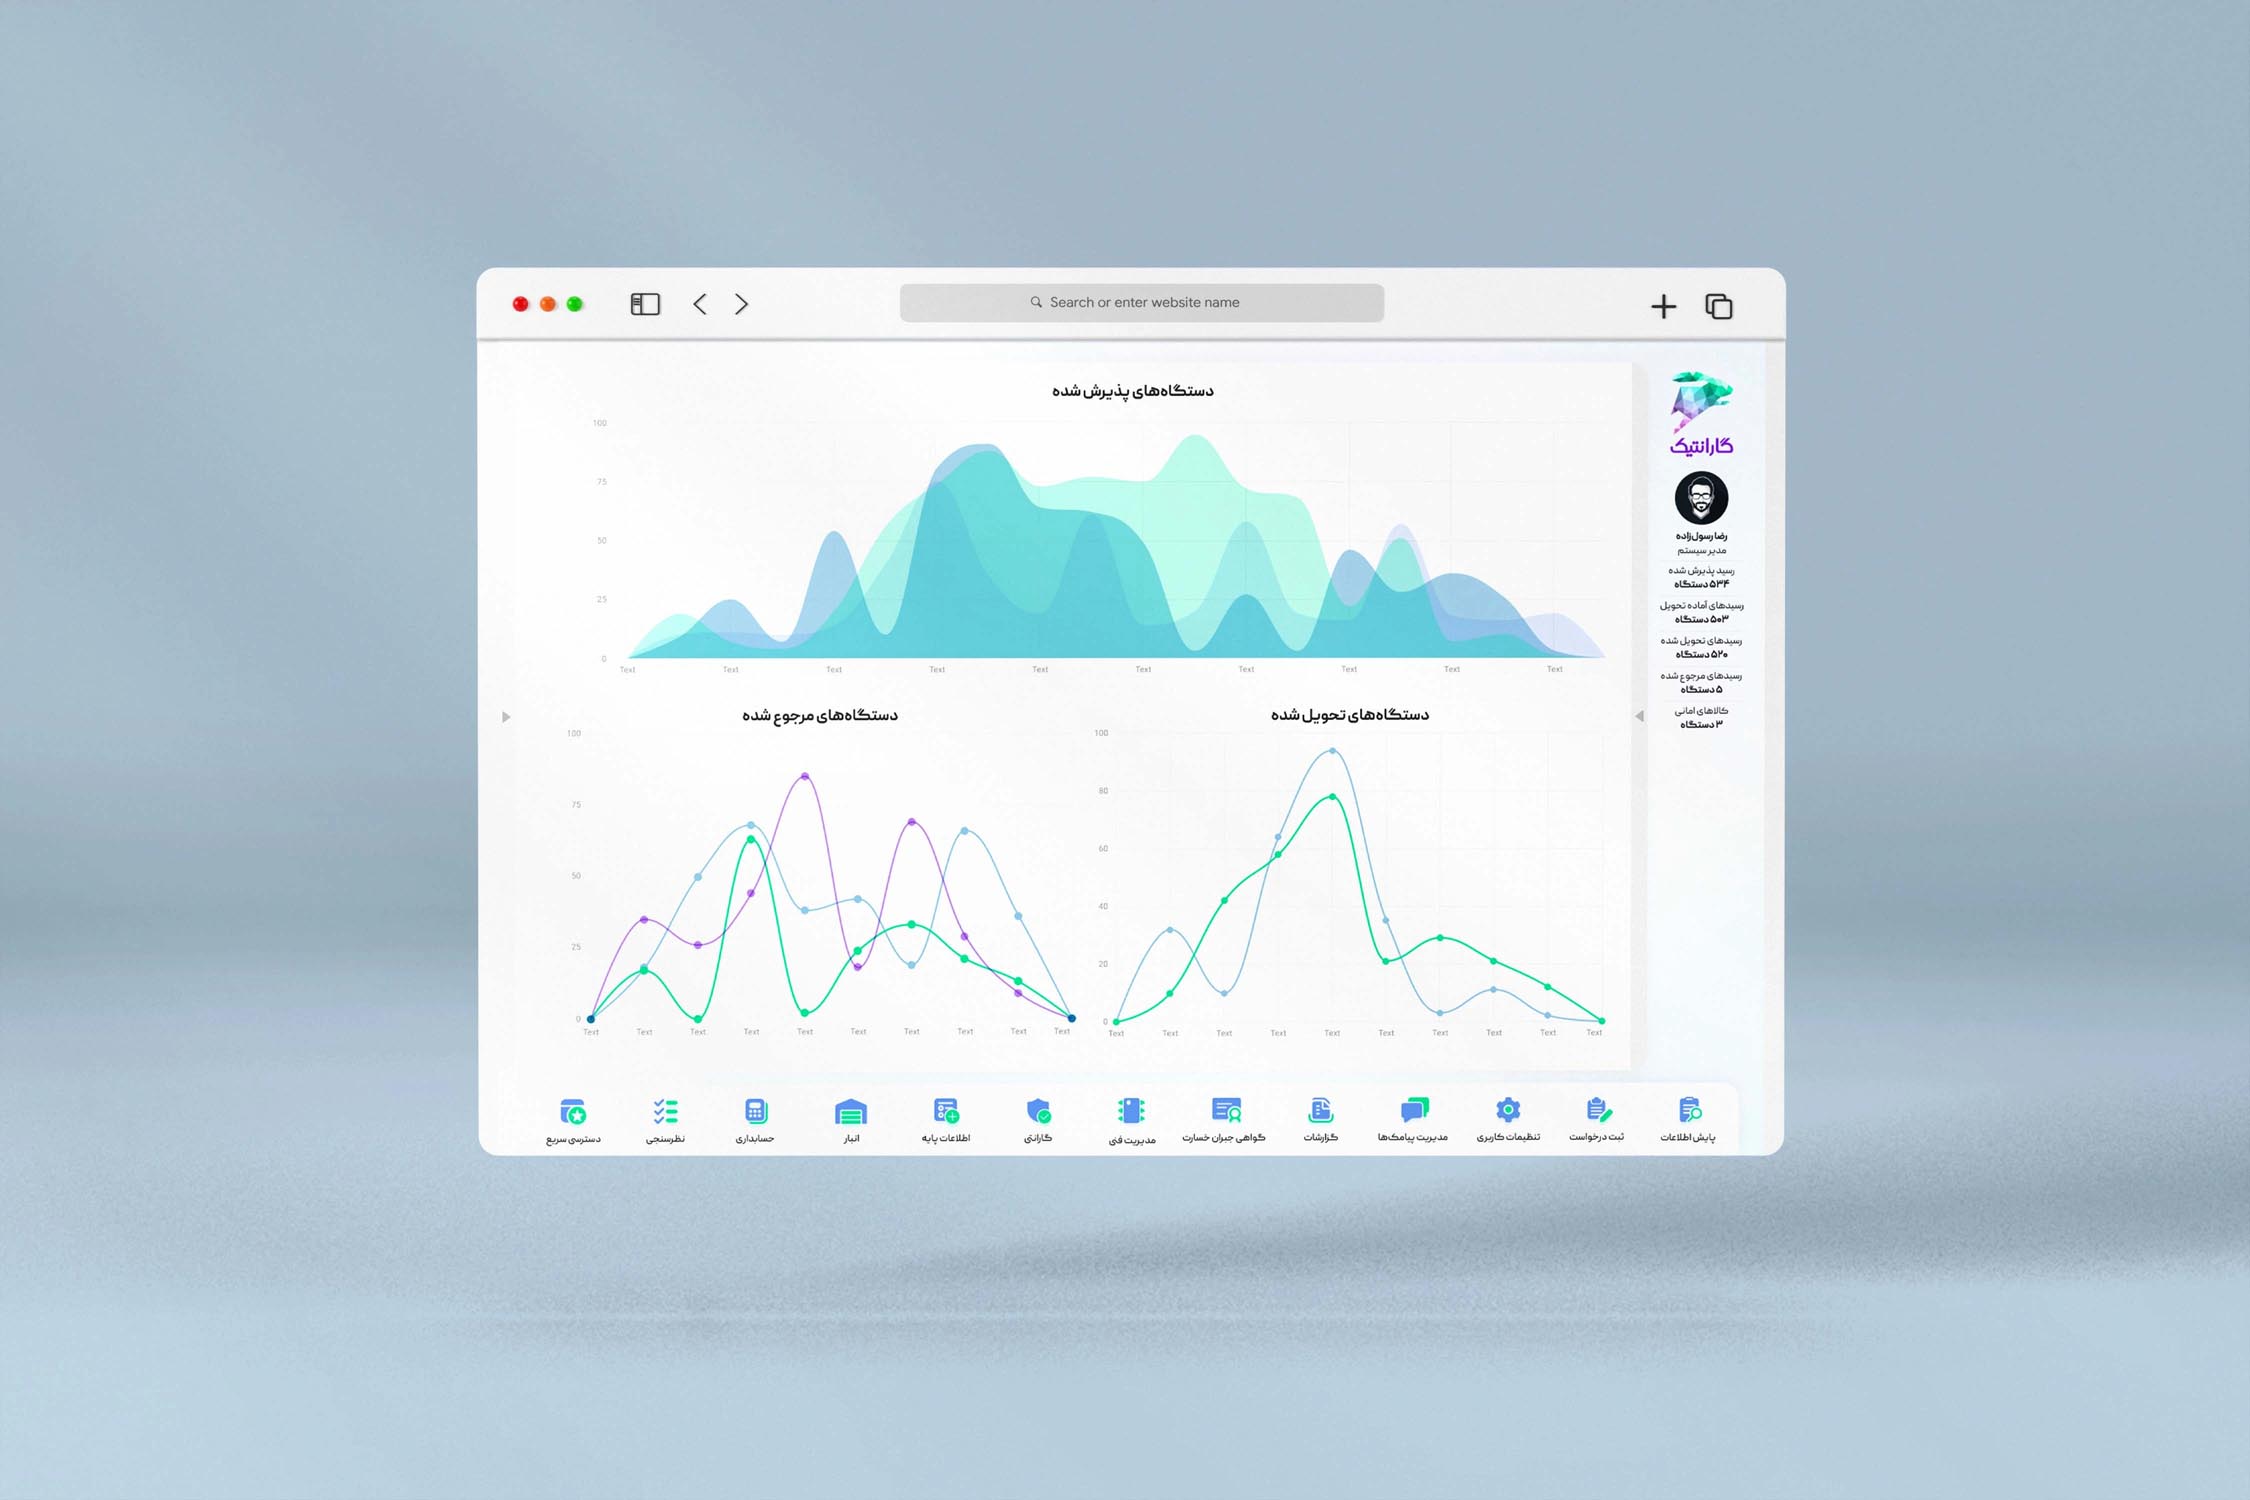 Search or enter website name
گارانتیک
رضا رسول‌زاده
مدیر سیستم
رسید پذیرش شده
۵۳۴ دستگاه
رسیدهای آماده تحویل
۵۰۳ دستگاه
رسیدهای تحویل شده
۵۲۰ دستگاه
رسیدهای مرجوع شده
۵ دستگاه
کالاهای امانی
۳ دستگاه
دستگاه‌های پذیرش شده
100
75
50
25
0
Text Text Text Text Text Text Text Text Text Text
دستگاه‌های تحویل شده
100
80
60
40
20
0
Text Text Text Text Text Text Text Text Text Text
دستگاه‌های مرجوع شده
100
75
50
25
0
Text Text Text Text Text Text Text Text Text Text
پایش اطلاعات
ثبت درخواست
تنظیمات کاربری
مدیریت پیامک‌ها
گزارشات
گواهی جبران خسارت
مدیریت فنی
گارانتی
اطلاعات پایه
انبار
حسابداری
نظرسنجی
دسترسی سریع